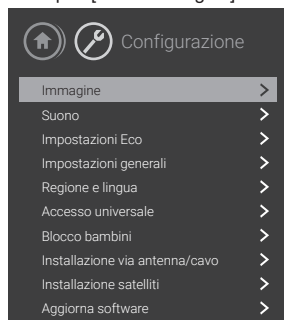 Configurazione
Immagine
Suono
Impostazioni Eco
Impostazioni generali
Regione e lingua
Accesso universale
Blocco bambini
Installazione via antenna/cavo
Installazione satelliti
Aggiorna software